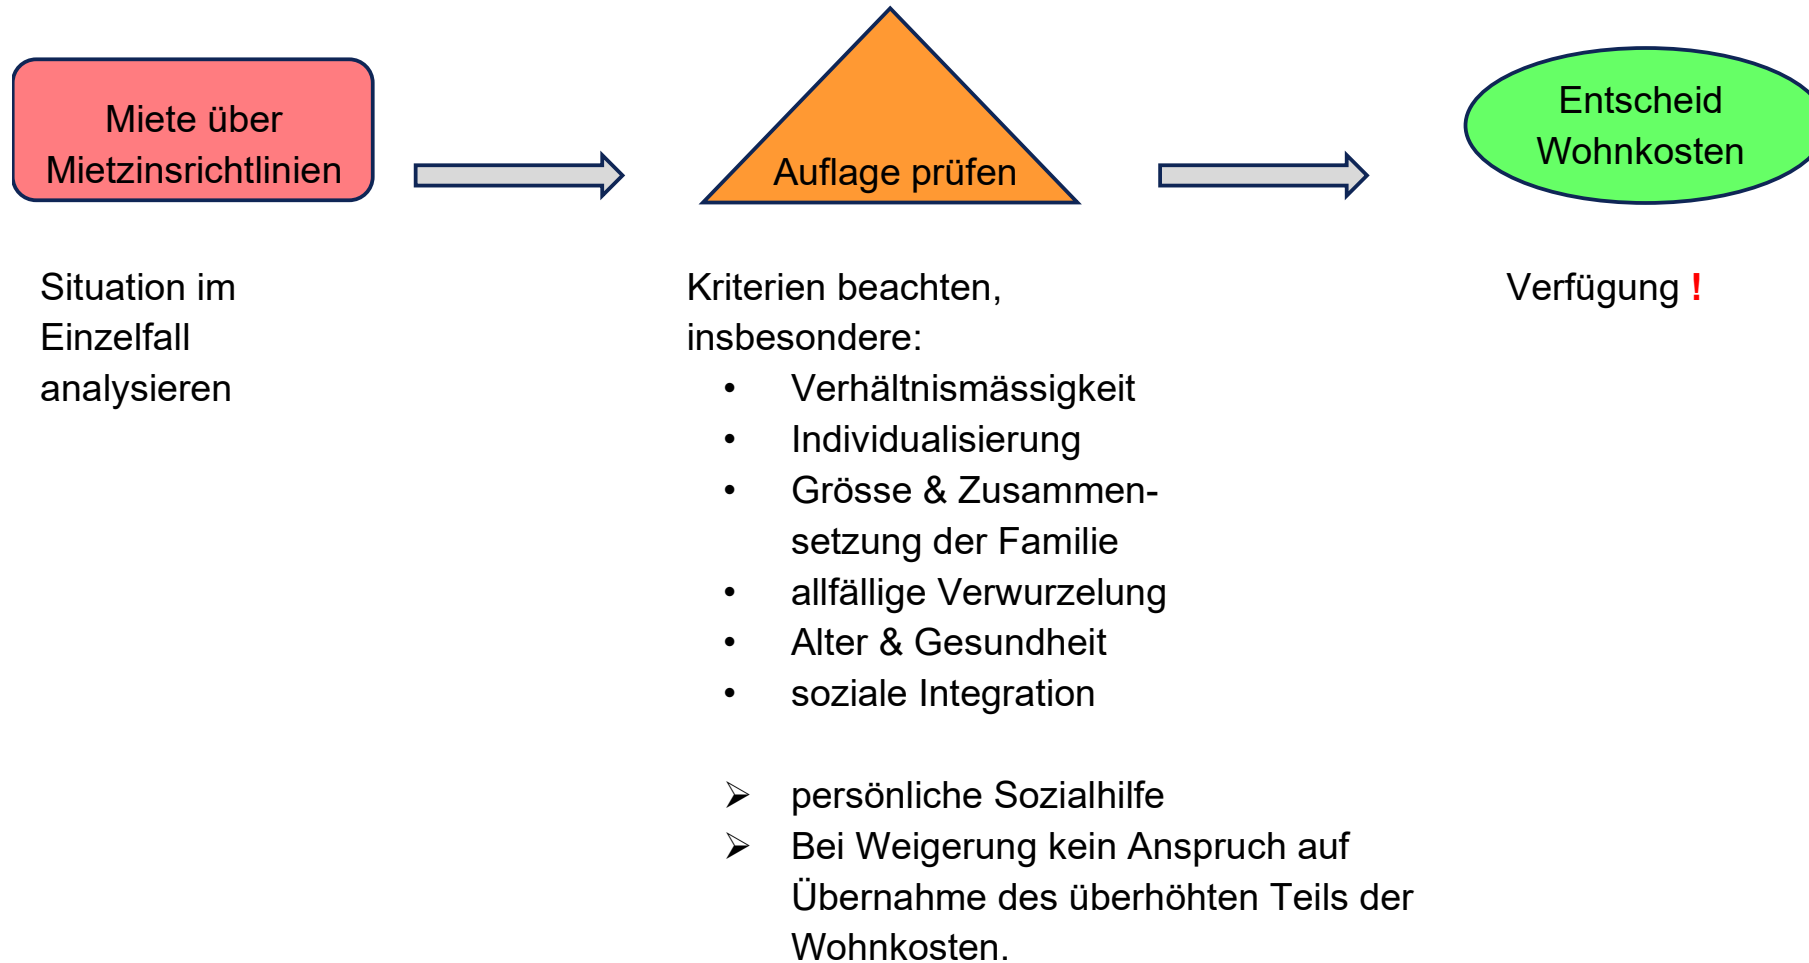 Miete über
Mietzinsrichtlinien
Auflage prüfen
Entscheid
Wohnkosten
Situation im
Einzelfall
analysieren
Kriterien beachten,
insbesondere:
• Verhältnismässigkeit
• Individualisierung
• Grösse & Zusammen-
setzung der Familie
• allfällige Verwurzelung
• Alter & Gesundheit
• soziale Integration
➢ persönliche Sozialhilfe
➢ Bei Weigerung kein Anspruch auf
Übernahme des überhöhten Teils der
Wohnkosten.
Verfügung !